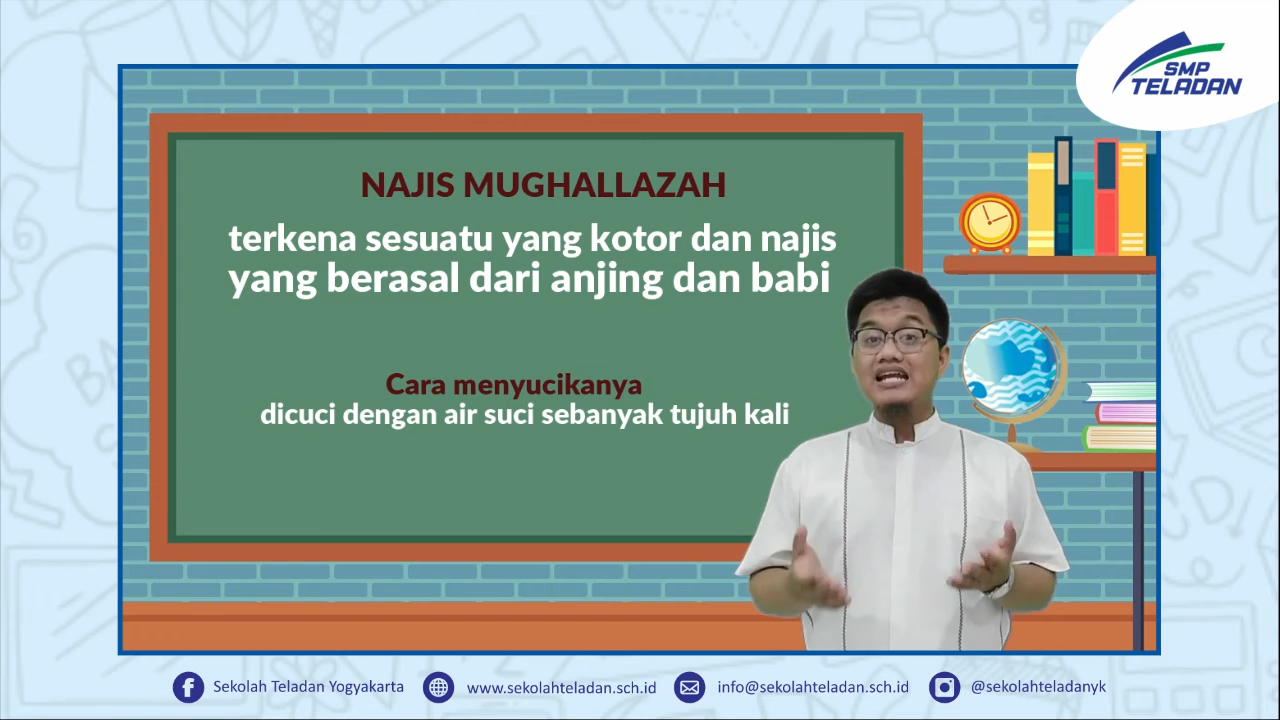 SMP
TELADAN
NAJIS MUGHALLAZAH
terkena sesuatu yang kotor dan najis
yang berasal dari anjing dan babi
Cara menyucikanya
dicuci dengan air suci sebanyak tujuh kali
Sekolah Teladan Yogyakarta
www.sekolahteladan.sch.id
info@sekolahteladan.sch.id
@sekolahteladanyk